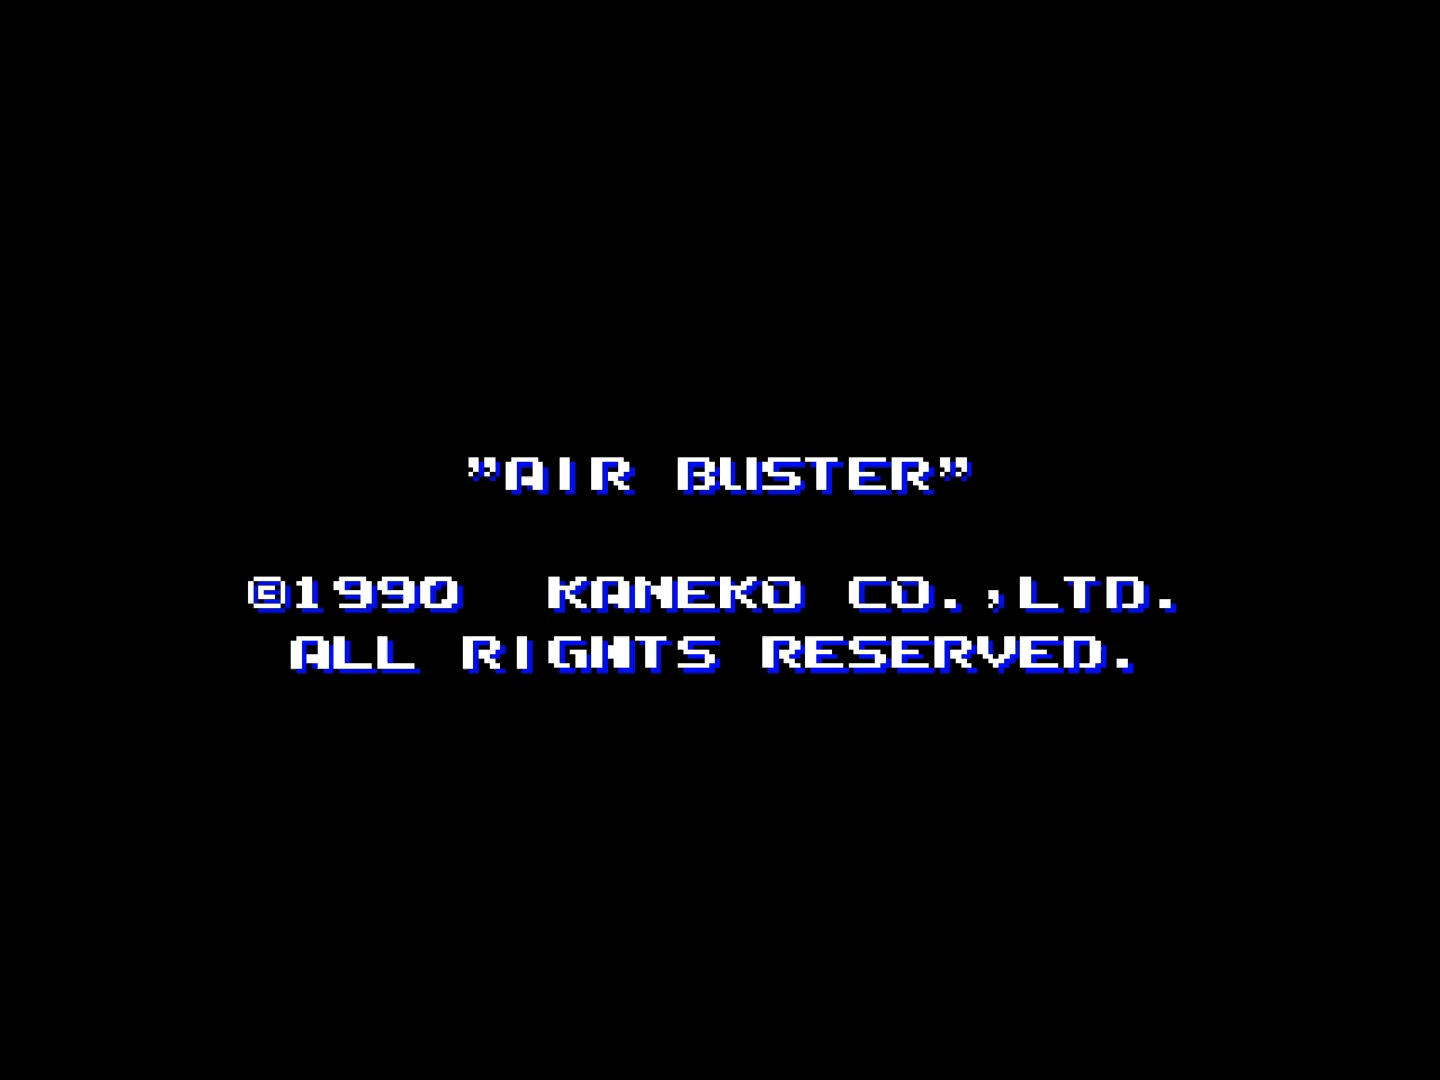 "AIR BUSTER"
©1990 KANEKO CO.,LTD.
ALL RIGHTS RESERVED.